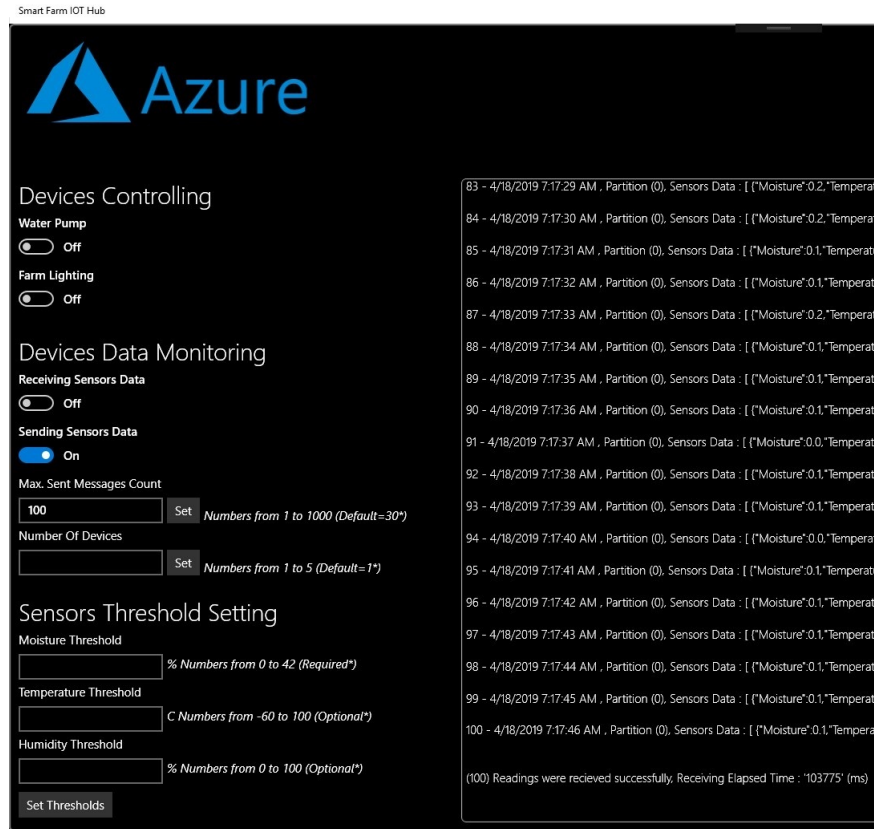 Smart Farm IOT Hub
Azure
Devices Controlling
Water Pump
Off
Farm Lighting
Off
Devices Data Monitoring
Receiving Sensors Data
Off
Sending Sensors Data
On
Max. Sent Messages Count
100 Set Numbers from 1 to 1000 (Default=30*)
Number Of Devices
Set Numbers from 1 to 5 (Default=1*)
Sensors Threshold Setting
Moisture Threshold
% Numbers from 0 to 42 (Required*)
Temperature Threshold
C Numbers from -60 to 100 (Optional*)
Humidity Threshold
% Numbers from 0 to 100 (Optional*)
Set Thresholds
83 - 4/18/2019 7:17:29 AM , Partition (0), Sensors Data : [ {"Moisture":0.2,"Tempera
84 - 4/18/2019 7:17:30 AM , Partition (0), Sensors Data : [ {"Moisture":0.2,"Tempera
85 - 4/18/2019 7:17:31 AM , Partition (0), Sensors Data : [ {"Moisture":0.1,"Temperatu
86 - 4/18/2019 7:17:32 AM , Partition (0), Sensors Data : [ {"Moisture":0.1,"Temperat
87 - 4/18/2019 7:17:33 AM , Partition (0), Sensors Data : [ {"Moisture":0.2,"Tempera
88 - 4/18/2019 7:17:34 AM , Partition (0), Sensors Data : [ {"Moisture":0.1,"Temperat
89 - 4/18/2019 7:17:35 AM , Partition (0), Sensors Data : [ {"Moisture":0.1,"Temperat
90 - 4/18/2019 7:17:36 AM , Partition (0), Sensors Data : [ {"Moisture":0.1,"Temperat
91 - 4/18/2019 7:17:37 AM , Partition (0), Sensors Data : [ {"Moisture":0.0,"Temperat
92 - 4/18/2019 7:17:38 AM , Partition (0), Sensors Data : [ {"Moisture":0.1,"Temperat
93 - 4/18/2019 7:17:39 AM , Partition (0), Sensors Data : [ {"Moisture":0.1,"Temperat
94 - 4/18/2019 7:17:40 AM , Partition (0), Sensors Data : [ {"Moisture":0.0,"Tempera
95 - 4/18/2019 7:17:41 AM , Partition (0), Sensors Data : [ {"Moisture":0.1,"Temperatu
96 - 4/18/2019 7:17:42 AM , Partition (0), Sensors Data : [ {"Moisture":0.1,"Temperat
97 - 4/18/2019 7:17:43 AM , Partition (0), Sensors Data : [ {"Moisture":0.1,"Temperat
98 - 4/18/2019 7:17:44 AM , Partition (0), Sensors Data : [ {"Moisture":0.1,"Temperat
99 - 4/18/2019 7:17:45 AM , Partition (0), Sensors Data : [ {"Moisture":0.1,"Temperat
100 - 4/18/2019 7:17:46 AM , Partition (0), Sensors Data : [ {"Moisture":0.1,"Tempera
(100) Readings were recieved successfully, Receiving Elapsed Time : '103775' (ms)